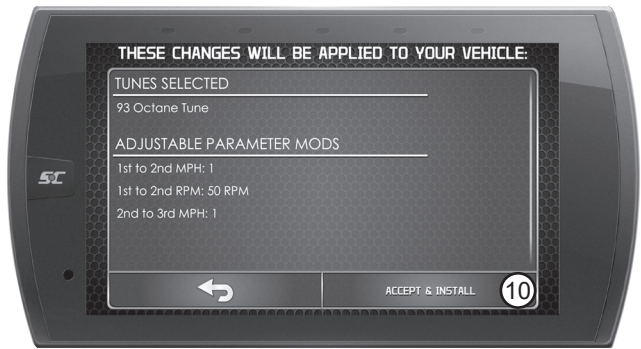 THESE CHANGES WILL BE APPLIED TO YOUR VEHICLE:
TUNES SELECTED
93 Octane Tune
ADJUSTABLE PARAMETER MODS
1st to 2nd MPH: 1
1st to 2nd RPM: 50 RPM
2nd to 3rd MPH: 1
SCT
ACCEPT & INSTALL
10